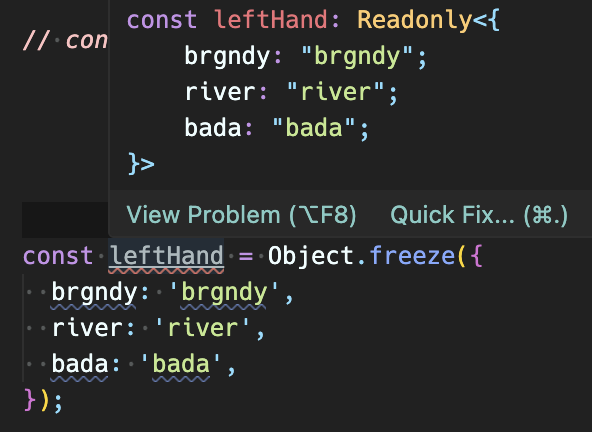 const leftHand: Readonly<{
// con
brgndy: "brgndy";
river: "river";
bada: "bada";
}>
View Problem (⌥F8) Quick Fix... (⌘.)
const leftHand = Object.freeze({
brgndy: 'brgndy',
river: 'river',
bada: 'bada',
});